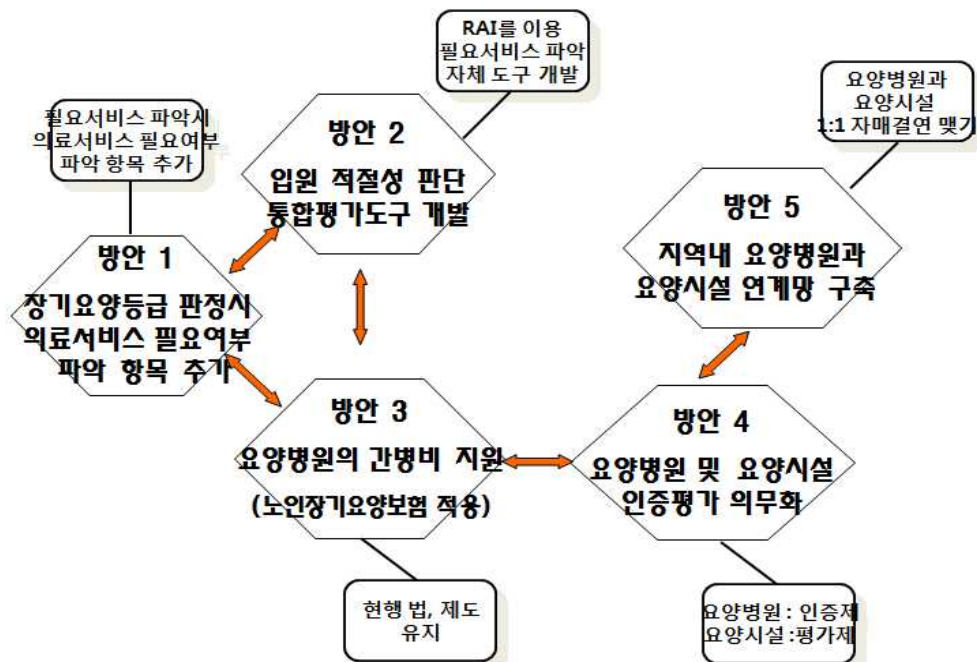 RAI를 이용
필요서비스 파악
자체 도구 개발
요양병원과
요양시설
1:1 자매결연 맺기
필요서비스 파악시
의료서비스 필요여부
파악 항목 추가
방안 2
입원 적절성 판단
통합평가도구 개발
방안 5
지역내 요양병원과
요양시설 연계망 구축
방안 1
장기요양등급 판정시
의료서비스 필요여부
파악 항목 추가
방안 3
요양병원의 간병비 지원
(노인장기요양보험 적용)
방안 4
요양병원 및 요양시설
인증평가 의무화
현행 법, 제도
유지
요양병원 : 인증제
요양시설 :평가제